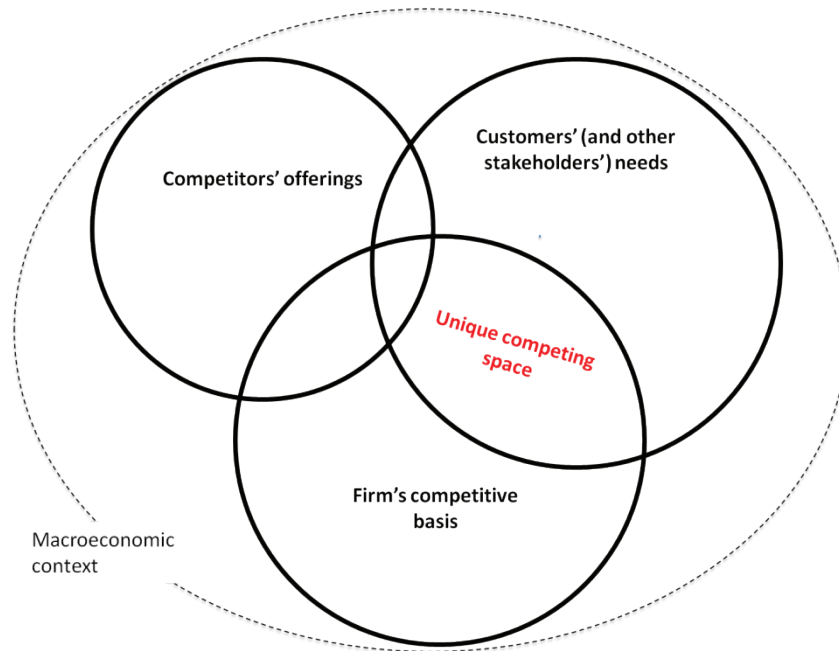 Customers’ (and other
stakeholders’) needs
Competitors’ offerings
Unique competing
space
Firm’s competitive
basis
Macroeconomic
context